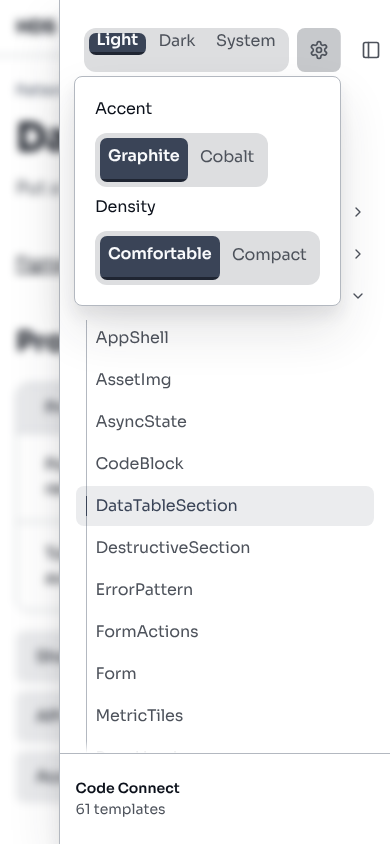 Light Dark System
Accent
Graphite Cobalt
Density
Comfortable Compact
AppShell
AssetImg
AsyncState
CodeBlock
DataTableSection
DestructiveSection
ErrorPattern
FormActions
Form
MetricTiles
Code Connect
61 templates